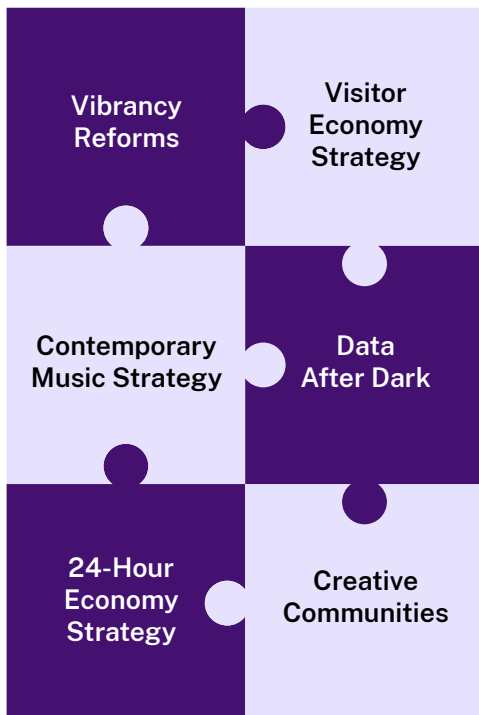 Vibrancy
Reforms
Visitor
Economy
Strategy
Contemporary
Music Strategy
Data
After Dark
24-Hour
Economy
Strategy
Creative
Communities